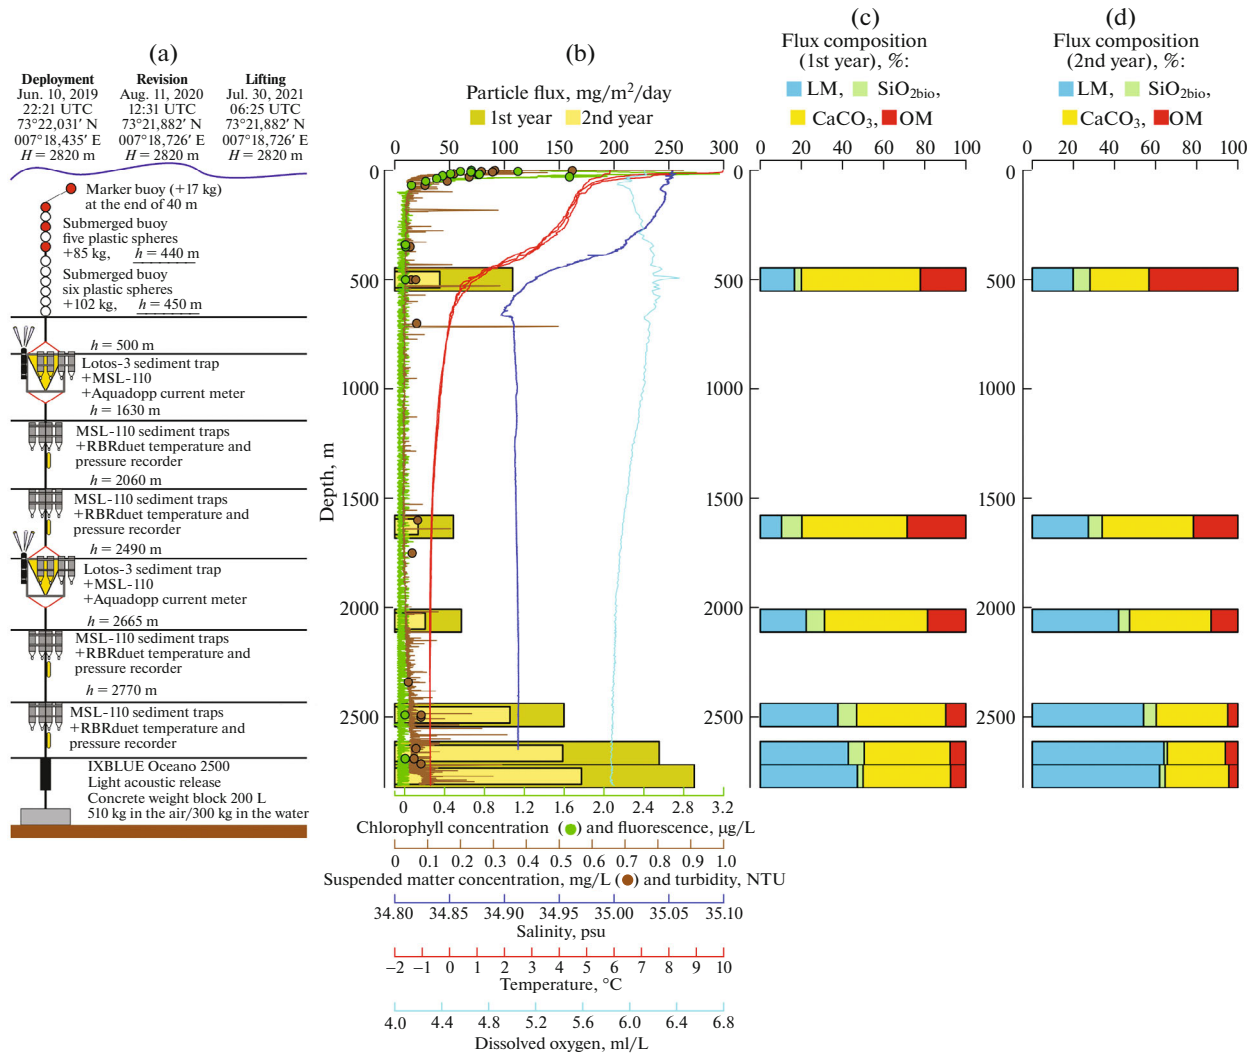 (a)
Deployment
Jun. 10, 2019
22:21 UTC
73°22,031′ N
007°18,435′ E
H = 2820 m
Revision
Aug. 11, 2020
12:31 UTC
73°21,882′ N
007°18,726′ E
H = 2820 m
Lifting
Jul. 30, 2021
06:25 UTC
73°21,882′ N
007°18,726′ E
H = 2820 m
Marker buoy (+17 kg)
at the end of 40 m
Submerged buoy
five plastic spheres
+85 kg, h = 440 m
Submerged buoy
six plastic spheres
+102 kg, h = 450 m
h = 500 m
Lotos-3 sediment trap
+MSL-110
+Aquadopp current meter
h = 1630 m
MSL-110 sediment traps
+RBRduet temperature and
pressure recorder
h = 2060 m
MSL-110 sediment traps
+RBRduet temperature and
pressure recorder
h = 2490 m
Lotos-3 sediment trap
+MSL-110
+Aquadopp current meter
h = 2665 m
MSL-110 sediment traps
+RBRduet temperature and
pressure recorder
h = 2770 m
MSL-110 sediment traps
+RBRduet temperature and
pressure recorder
IXBLUE Oceano 2500
Light acoustic release
Concrete weight block 200 L
510 kg in the air/300 kg in the water
(b)
Particle flux, mg/m²/day
1st year 2nd year
0 50 100 150 200 250 300
0
500
1000
1500
2000
2500
Depth, m
0 0.4 0.8 1.2 1.6 2.0 2.4 2.8 3.2
Chlorophyll concentration (●) and fluorescence, μg/L
0 0.1 0.2 0.3 0.4 0.5 0.6 0.7 0.8 1.0
Suspended matter concentration, mg/L (●) and turbidity, NTU
34.80 34.85 34.90 34.95 35.00 35.05 35.10
Salinity, psu
−2 −1 0 1 2 3 4 5 6 7 8 9 10
Temperature, °C
4.0 4.4 4.8 5.2 5.6 6.0 6.4 6.8
Dissolved oxygen, ml/L
(c)
Flux composition
(1st year), %:
LM, SiO₂bio,
CaCO₃, OM
0 20 40 60 80 100
0
500
1000
1500
2000
2500
(d)
Flux composition
(2nd year), %:
LM, SiO₂bio,
CaCO₃, OM
0 20 40 60 80 100
0
500
1000
1500
2000
2500